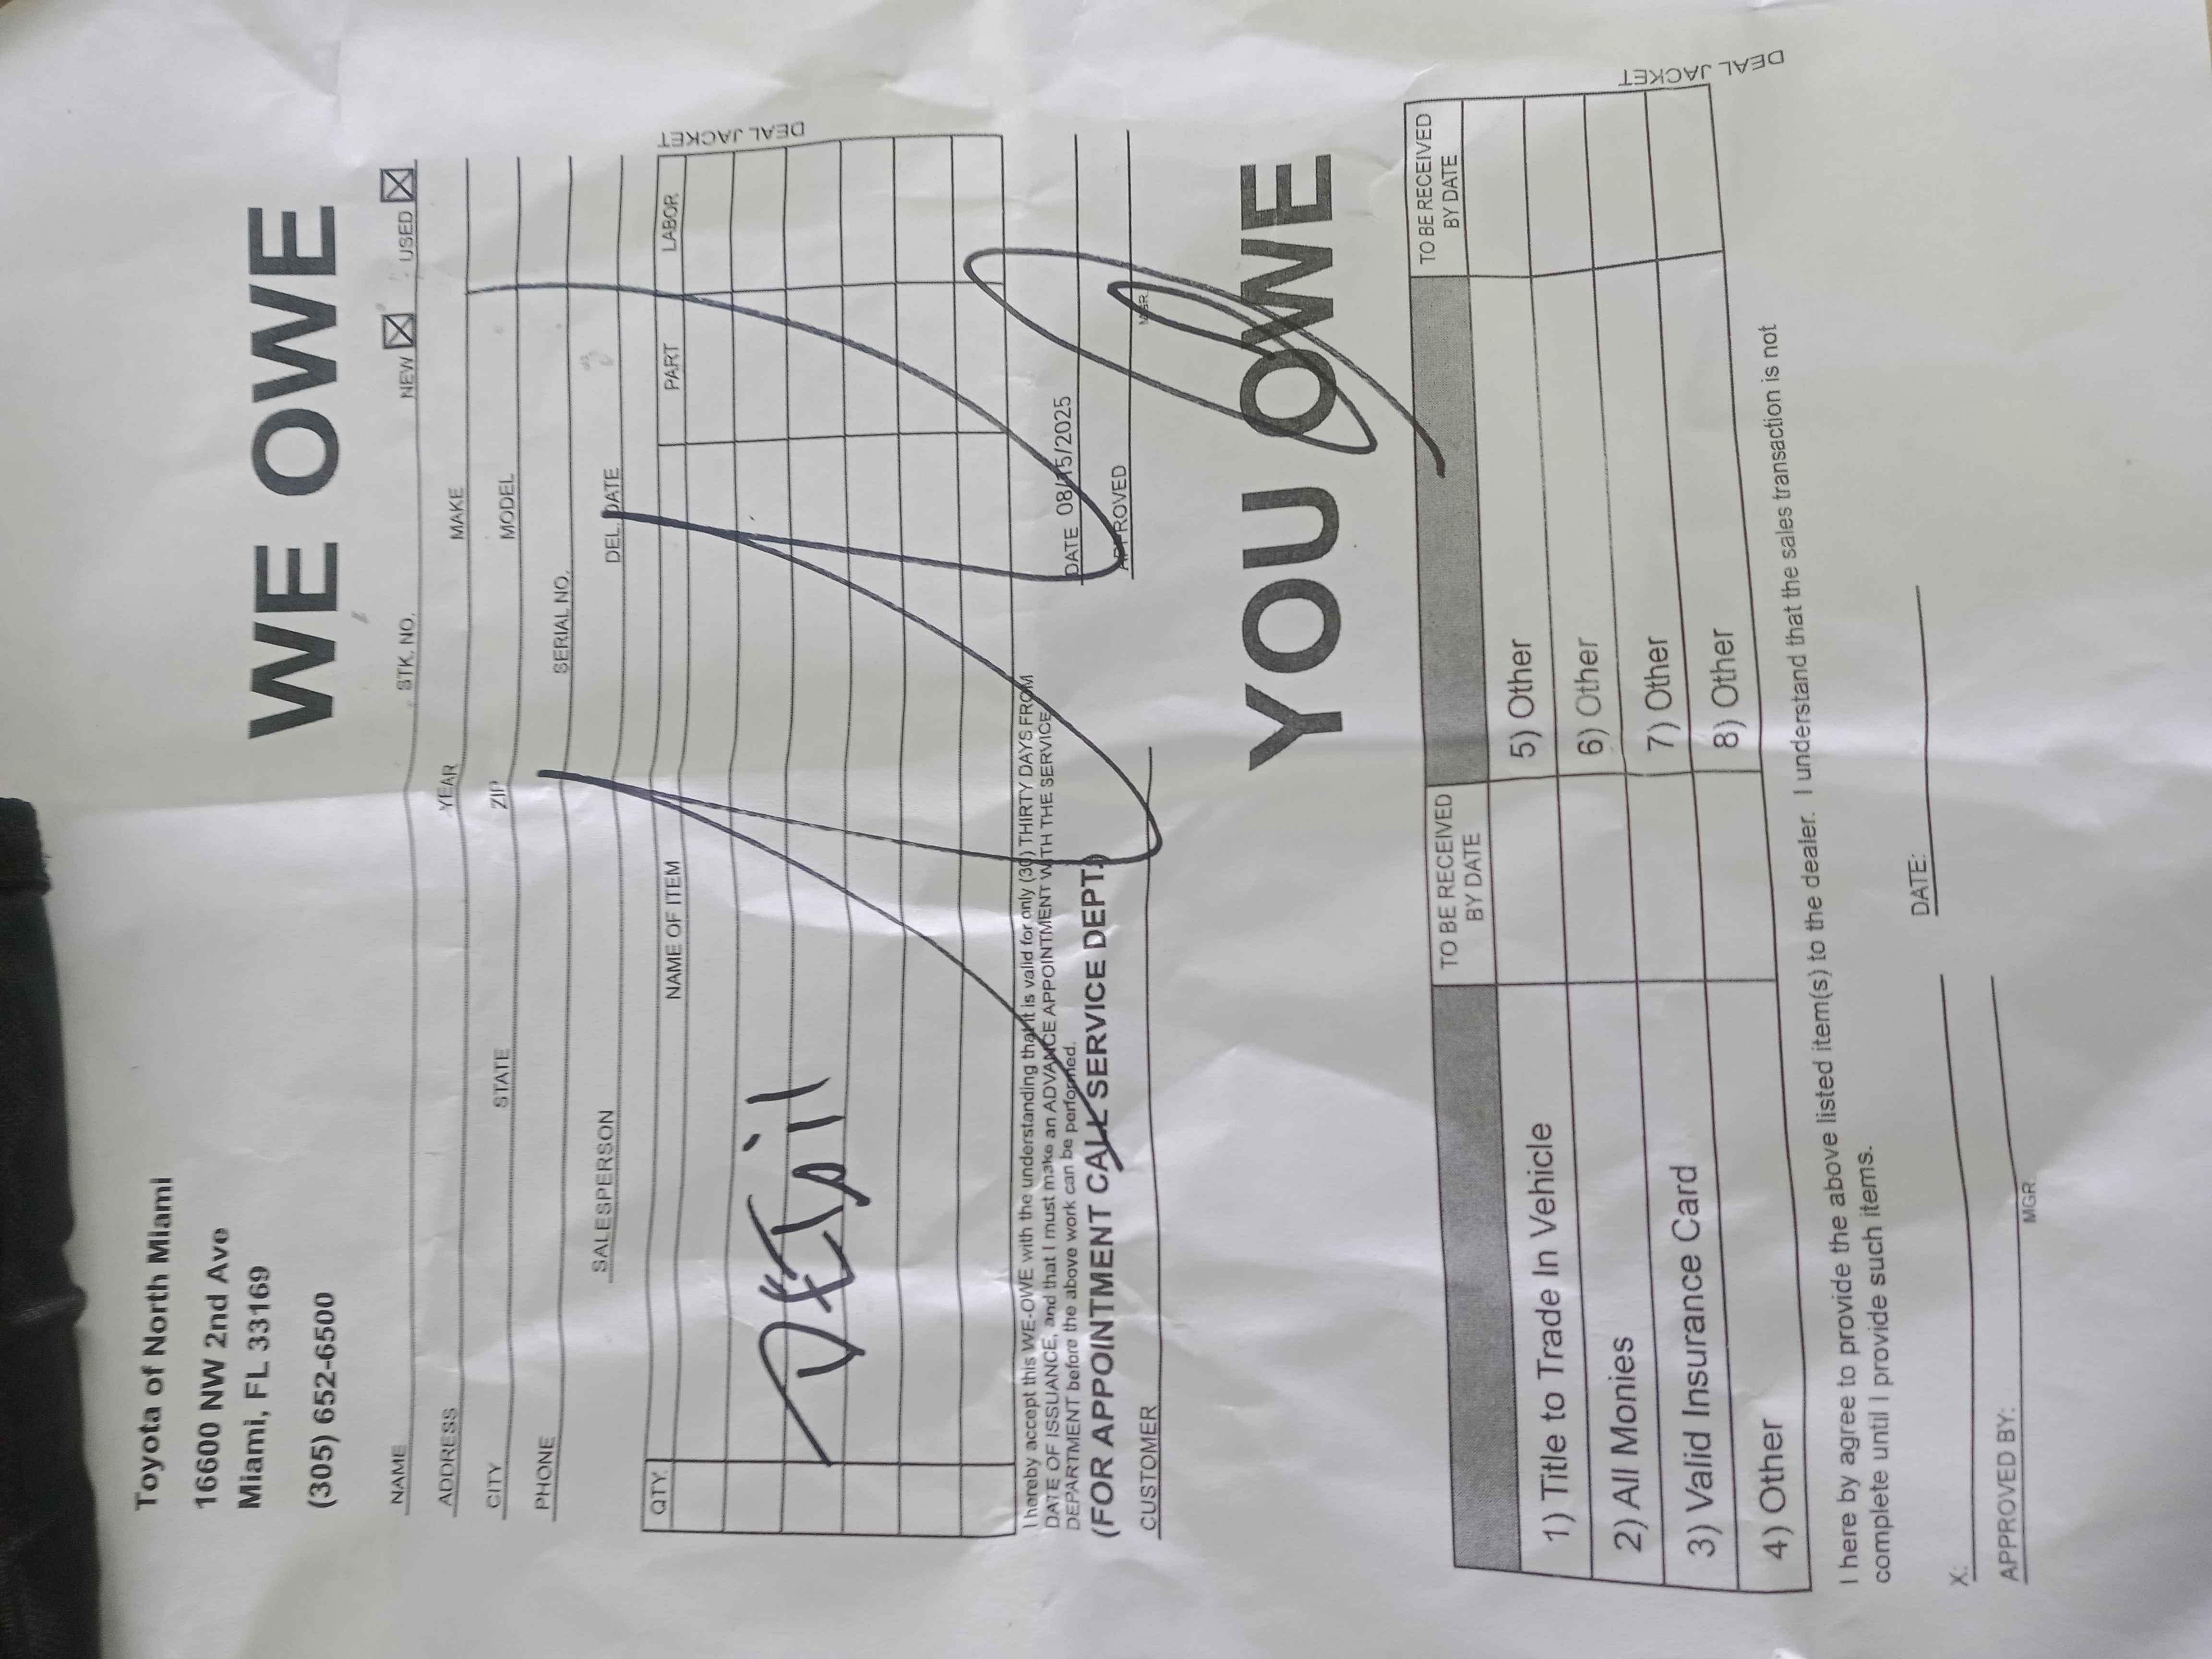 Toyota of North Miami
16600 NW 2nd Ave
Miami, FL 33169
(305) 652-6500
WE OWE
NAME STK. NO. NEW USED
ADDRESS YEAR MAKE
CITY STATE ZIP MODEL
PHONE SERIAL NO.
SALESPERSON DEL. DATE
QTY. NAME OF ITEM PART LABOR
DEAL JACKET
DETail
I hereby accept this WE-OWE with the understanding that it is valid for only (30) THIRTY DAYS FROM
DATE OF ISSUANCE, and that I must make an ADVANCE APPOINTMENT WITH THE SERVICE
DEPARTMENT before the above work can be performed.
(FOR APPOINTMENT CALL SERVICE DEPT.)
DATE 08/15/2025
CUSTOMER APPROVED
MGR.
YOU OWE
TO BE RECEIVED BY DATE
TO BE RECEIVED BY DATE
DEAL JACKET
1) Title to Trade In Vehicle 5) Other
2) All Monies 6) Other
3) Valid Insurance Card 7) Other
4) Other 8) Other
I here by agree to provide the above listed item(s) to the dealer. I understand that the sales transaction is not
complete until I provide such items.
X: DATE:
APPROVED BY:
MGR.